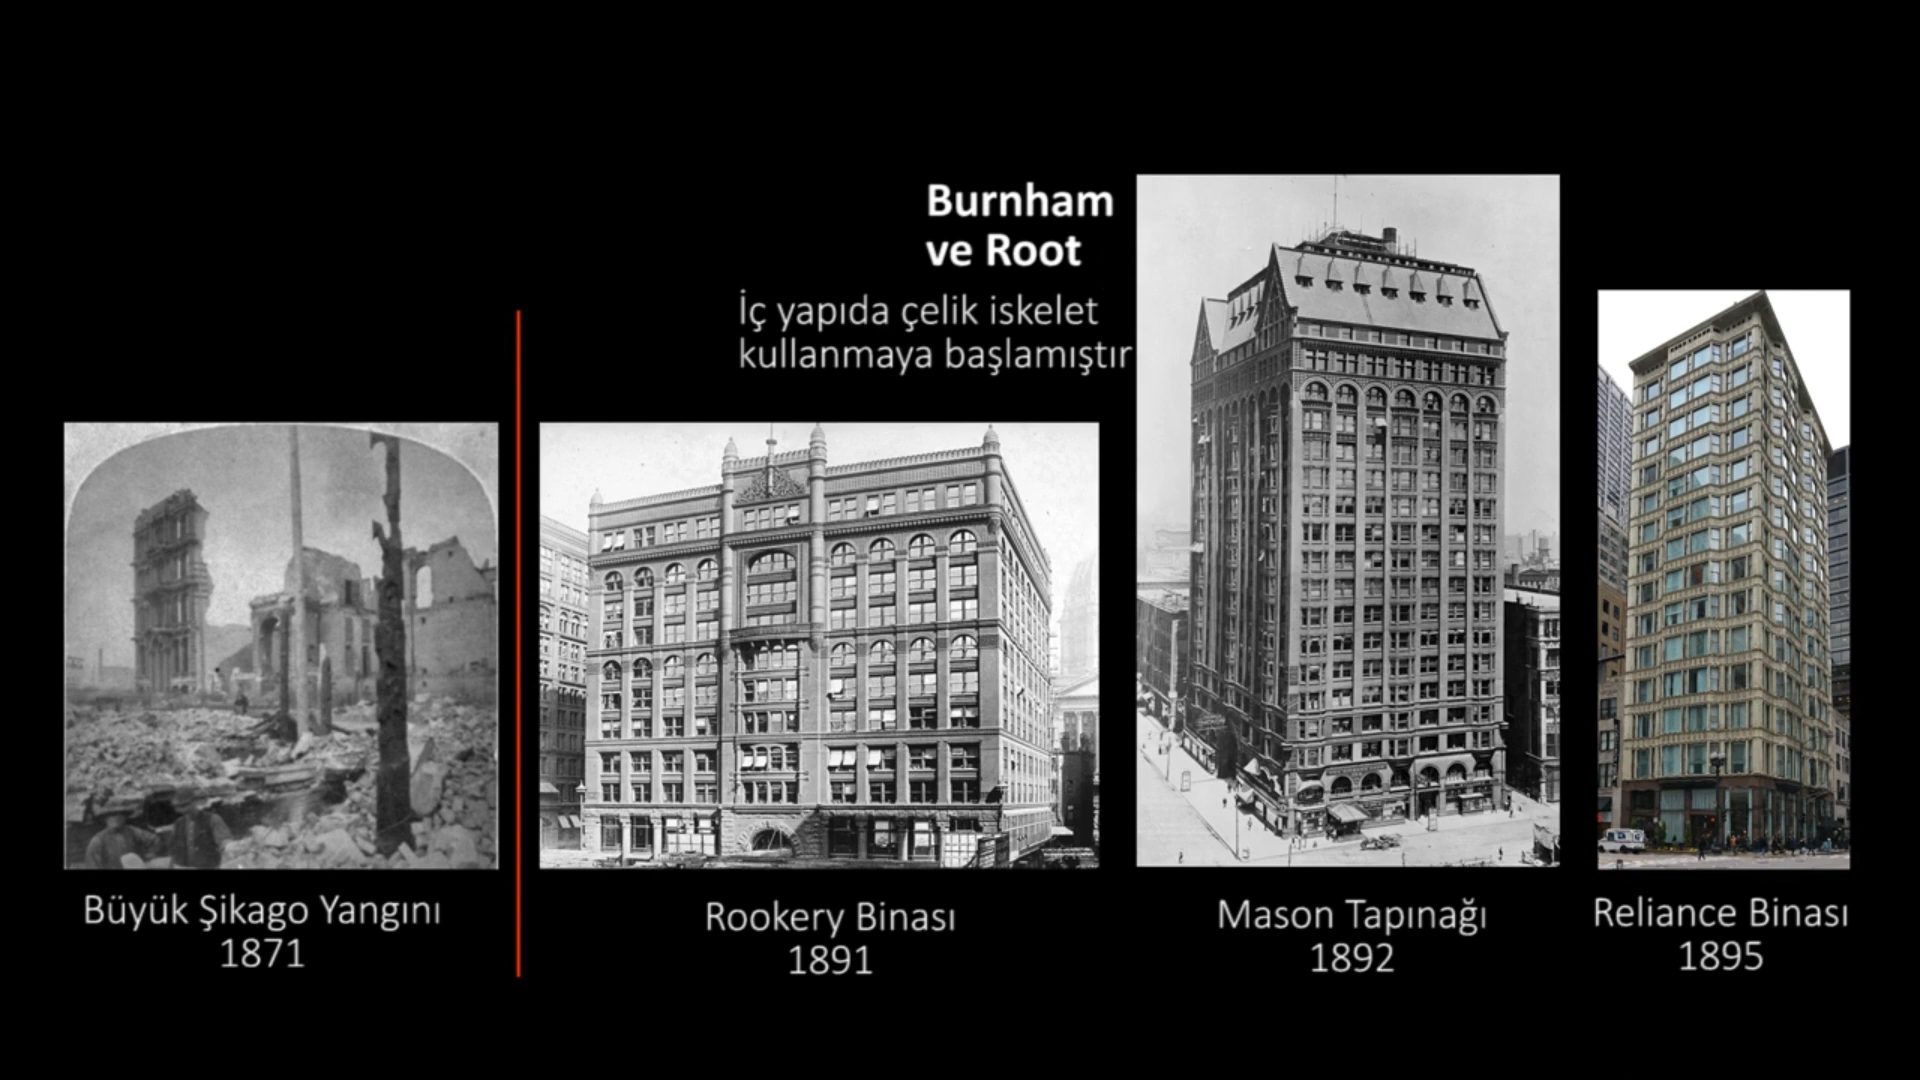 Burnham
ve Root
İç yapıda çelik iskelet
kullanmaya başlamıştır
Büyük Şikago Yangını
1871
Rookery Binası
1891
Mason Tapınağı
1892
Reliance Binası
1895